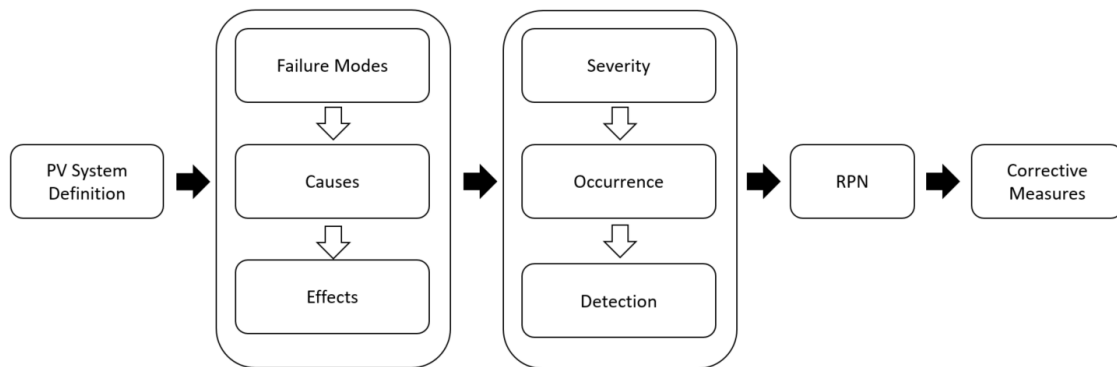 PV System
Definition
Failure Modes
Causes
Effects
Severity
Occurrence
Detection
RPN
Corrective
Measures